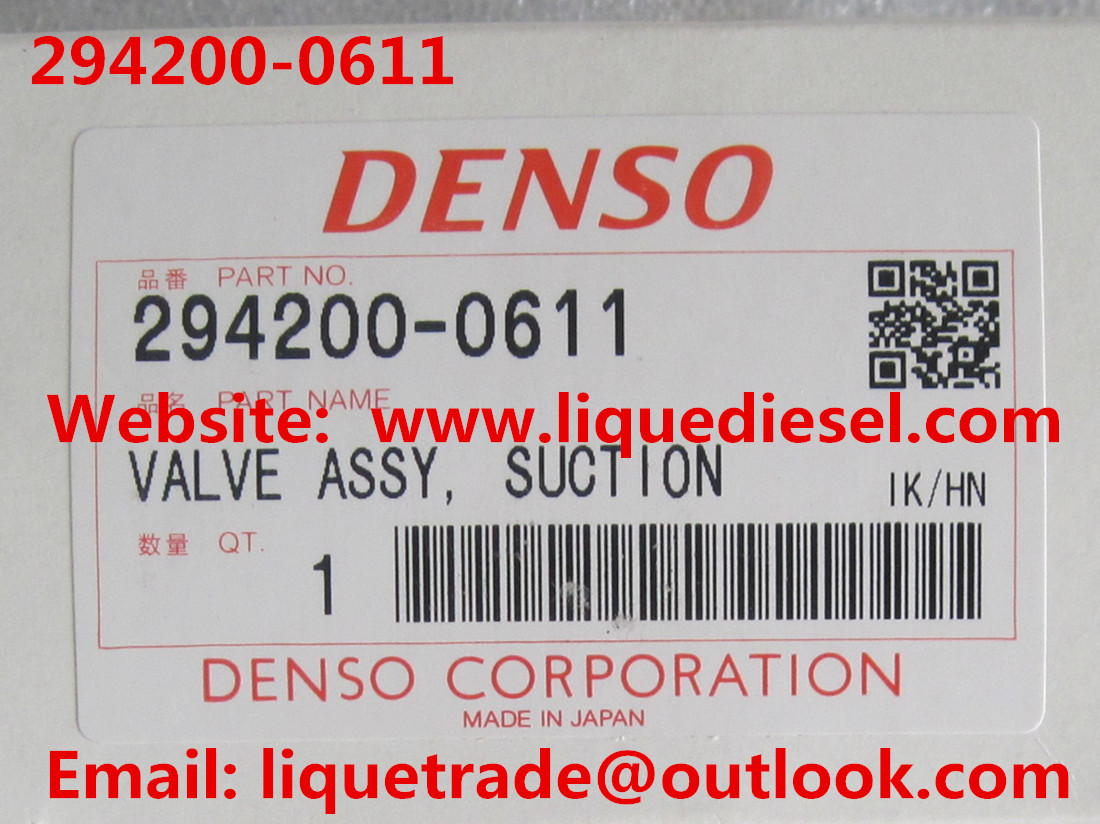 294200-0611
DENSO
品番 PART NO.
294200-0611
品名 PART NAME
Website: www.liquediesel.com
VALVE ASSY, SUCTION
IK/HN
数量 QT.
1
DENSO CORPORATION
MADE IN JAPAN
Email: liquetrade@outlook.com